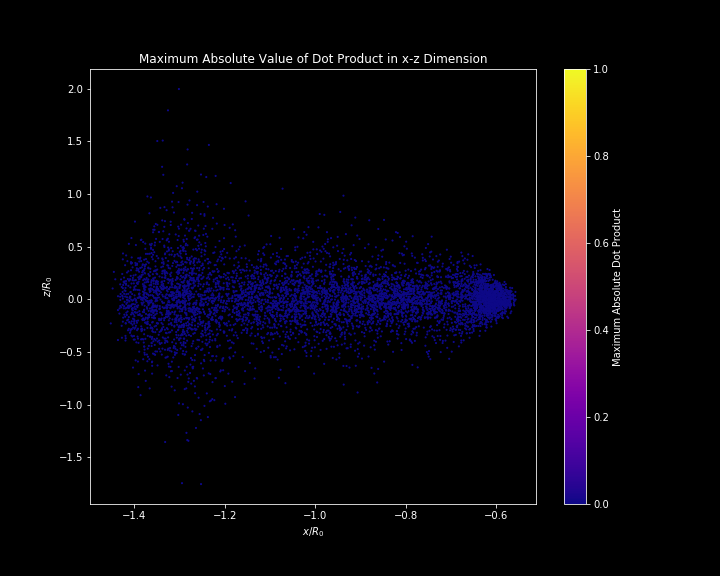 Maximum Absolute Value of Dot Product in x-z Dimension
2.0
1.5
1.0
0.5
0.0
−0.5
−1.0
−1.5
z/R₀
−1.4 −1.2 −1.0 −0.8 −0.6
x/R₀
1.0
0.8
0.6
0.4
0.2
0.0
Maximum Absolute Dot Product